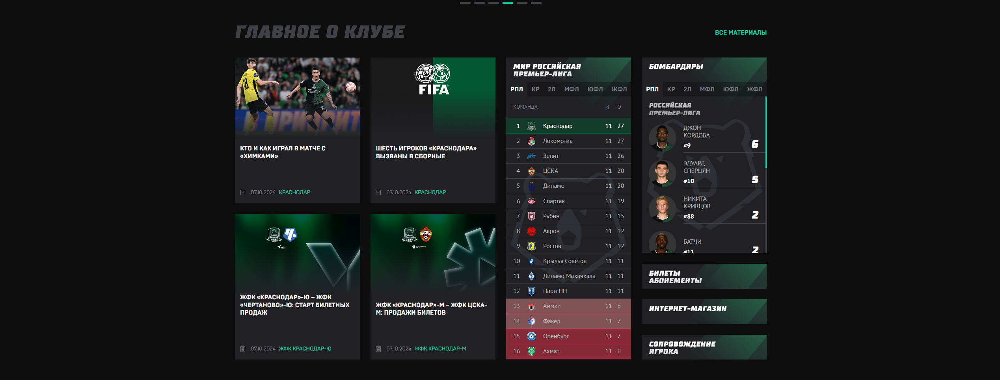 ГЛАВНОЕ О КЛУБЕ
ВСЕ МАТЕРИАЛЫ
18
winline
15
ПРИОРИТ
КТО И КАК ИГРАЛ В МАТЧЕ С
«ХИМКАМИ»
07.10.2024 КРАСНОДАР
FIFA
ШЕСТЬ ИГРОКОВ «КРАСНОДАРА»
ВЫЗВАНЫ В СБОРНЫЕ
07.10.2024 КРАСНОДАР
ЖФК «КРАСНОДАР»-Ю – ЖФК
«ЧЕРТАНОВО»-Ю: СТАРТ БИЛЕТНЫХ
ПРОДАЖ
07.10.2024 ЖФК КРАСНОДАР-Ю
ЦСКА
ЖФК «КРАСНОДАР»-М – ЖФК ЦСКА-
М: ПРОДАЖИ БИЛЕТОВ
07.10.2024 ЖФК КРАСНОДАР-М
МИР РОССИЙСКАЯ
ПРЕМЬЕР-ЛИГА
РПЛ КР 2Л МФЛ ЮФЛ ЖФЛ
КОМАНДА И О
1 Краснодар 11 27
2 Локомотив 11 27
3 Зенит 11 26
4 ЦСКА 11 20
5 Динамо 11 20
6 Спартак 11 19
7 Рубин 11 15
8 Акрон 11 12
9 Ростов 11 12
10 Крылья Советов 11 11
11 Динамо Махачкала 11 11
12 Пари НН 11 11
13 Химки 11 8
14 Факел 11 7
15 Оренбург 11 7
16 Ахмат 11 6
БОМБАРДИРЫ
РПЛ КР 2Л МФЛ ЮФЛ ЖФЛ
РОССИЙСКАЯ
ПРЕМЬЕР-ЛИГА
ДЖОН
КОРДОБА
#9 6
ЭДУАРД
СПЕРЦЯН
#10 5
НИКИТА
КРИВЦОВ
#88 2
БАТЧИ
#11 2
БИЛЕТЫ
АБОНЕМЕНТЫ
ИНТЕРНЕТ-МАГАЗИН
СОПРОВОЖДЕНИЕ
ИГРОКА